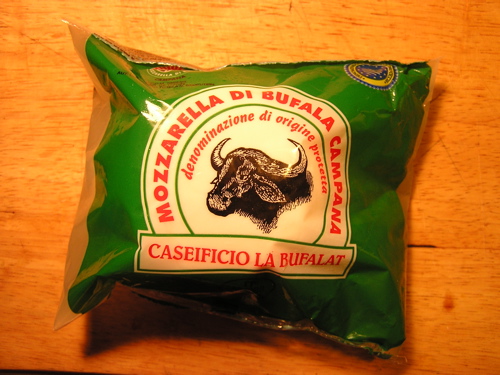 MOZZARELLA DI BUFALA CAMPANA
denominazione di origine protetta
CASEIFICIO LA BUFALAT